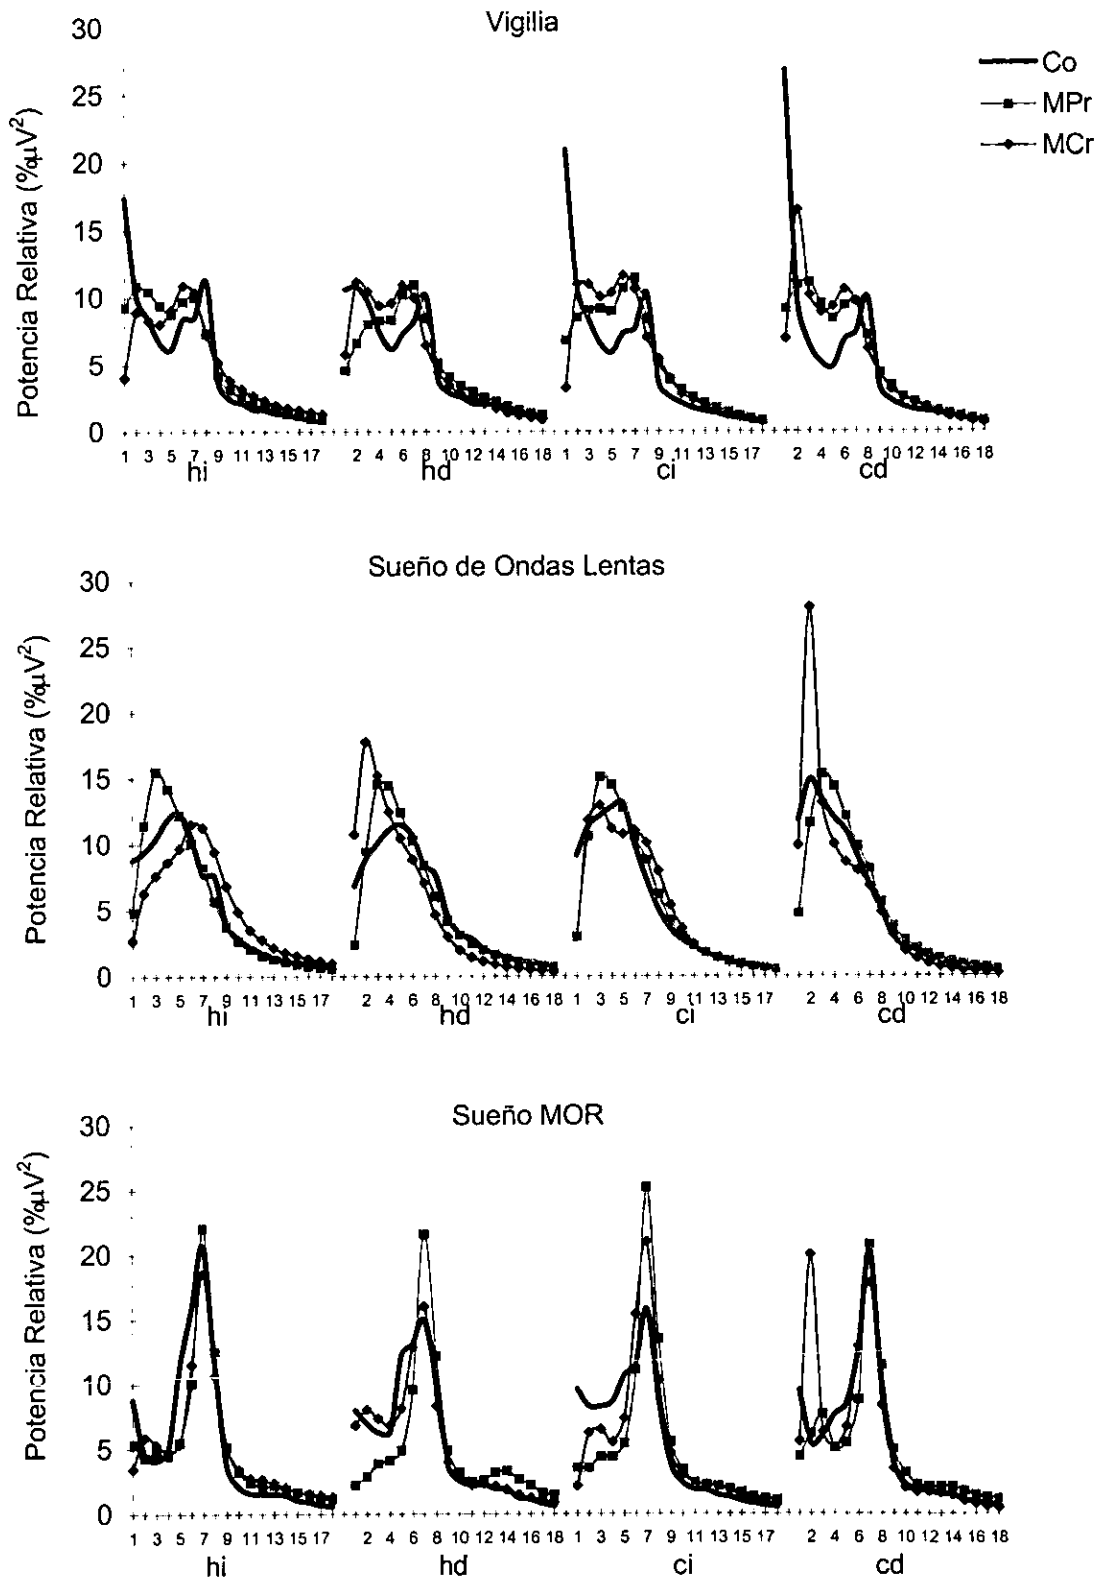 Vigilia
Co
MPr
MCr
Potencia Relativa (%µV²)
30
25
20
15
10
5
0
1 3 5 7 9 11 13 15 17
hi
2 4 6 8 10 12 14 16 18
hd
1 3 5 7 9 11 13 15 17
ci
2 4 6 8 10 12 14 16 18
cd
Sueño de Ondas Lentas
Potencia Relativa (%µV²)
30
25
20
15
10
5
0
1 3 5 7 9 11 13 15 17
hi
2 4 6 8 10 12 14 16 18
hd
1 3 5 7 9 11 13 15 17
ci
2 4 6 8 10 12 14 16 18
cd
Sueño MOR
Potencia Relativa (%µV²)
30
25
20
15
10
5
0
1 3 5 7 9 11 13 15 17
hi
2 4 6 8 10 12 14 16 18
hd
1 3 5 7 9 11 13 15 17
ci
2 4 6 8 10 12 14 16 18
cd